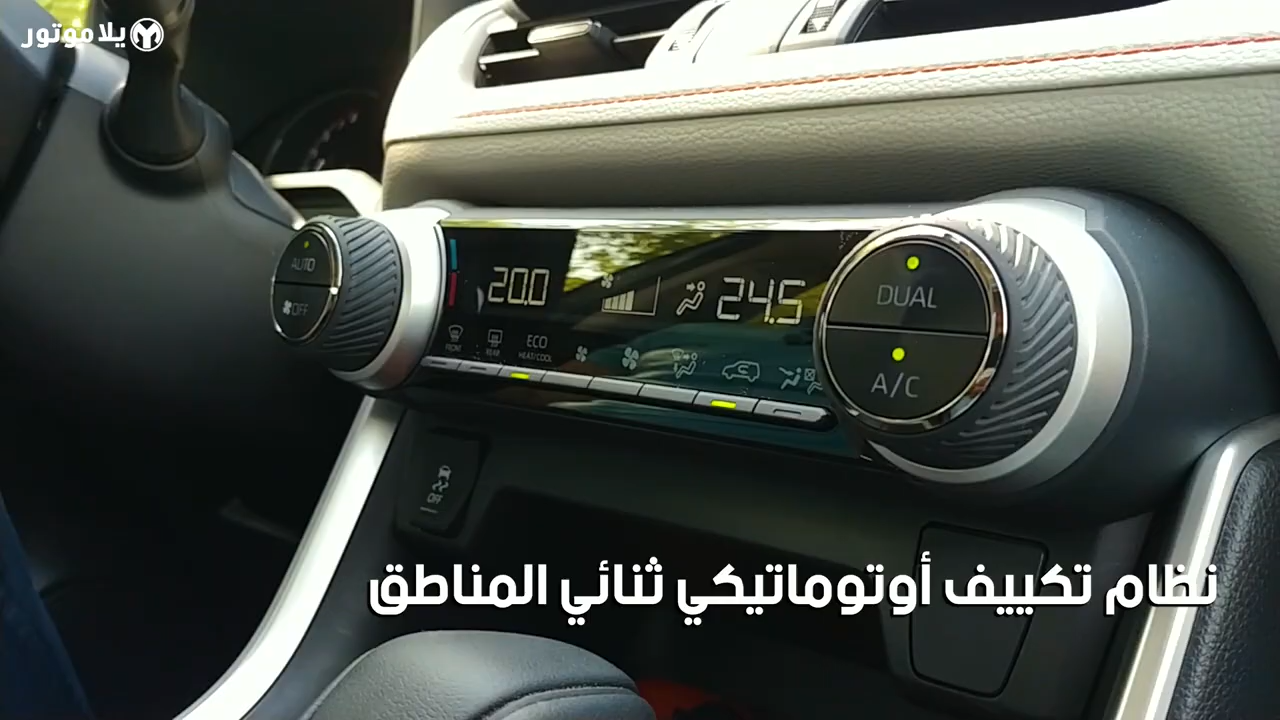 يلا موتور
AUTO
OFF
20.0
24.5
DUAL
A/C
FRONT
REAR
ECO
HEAT/COOL
OFF
نظام تكييف أوتوماتيكي ثنائي المناطق